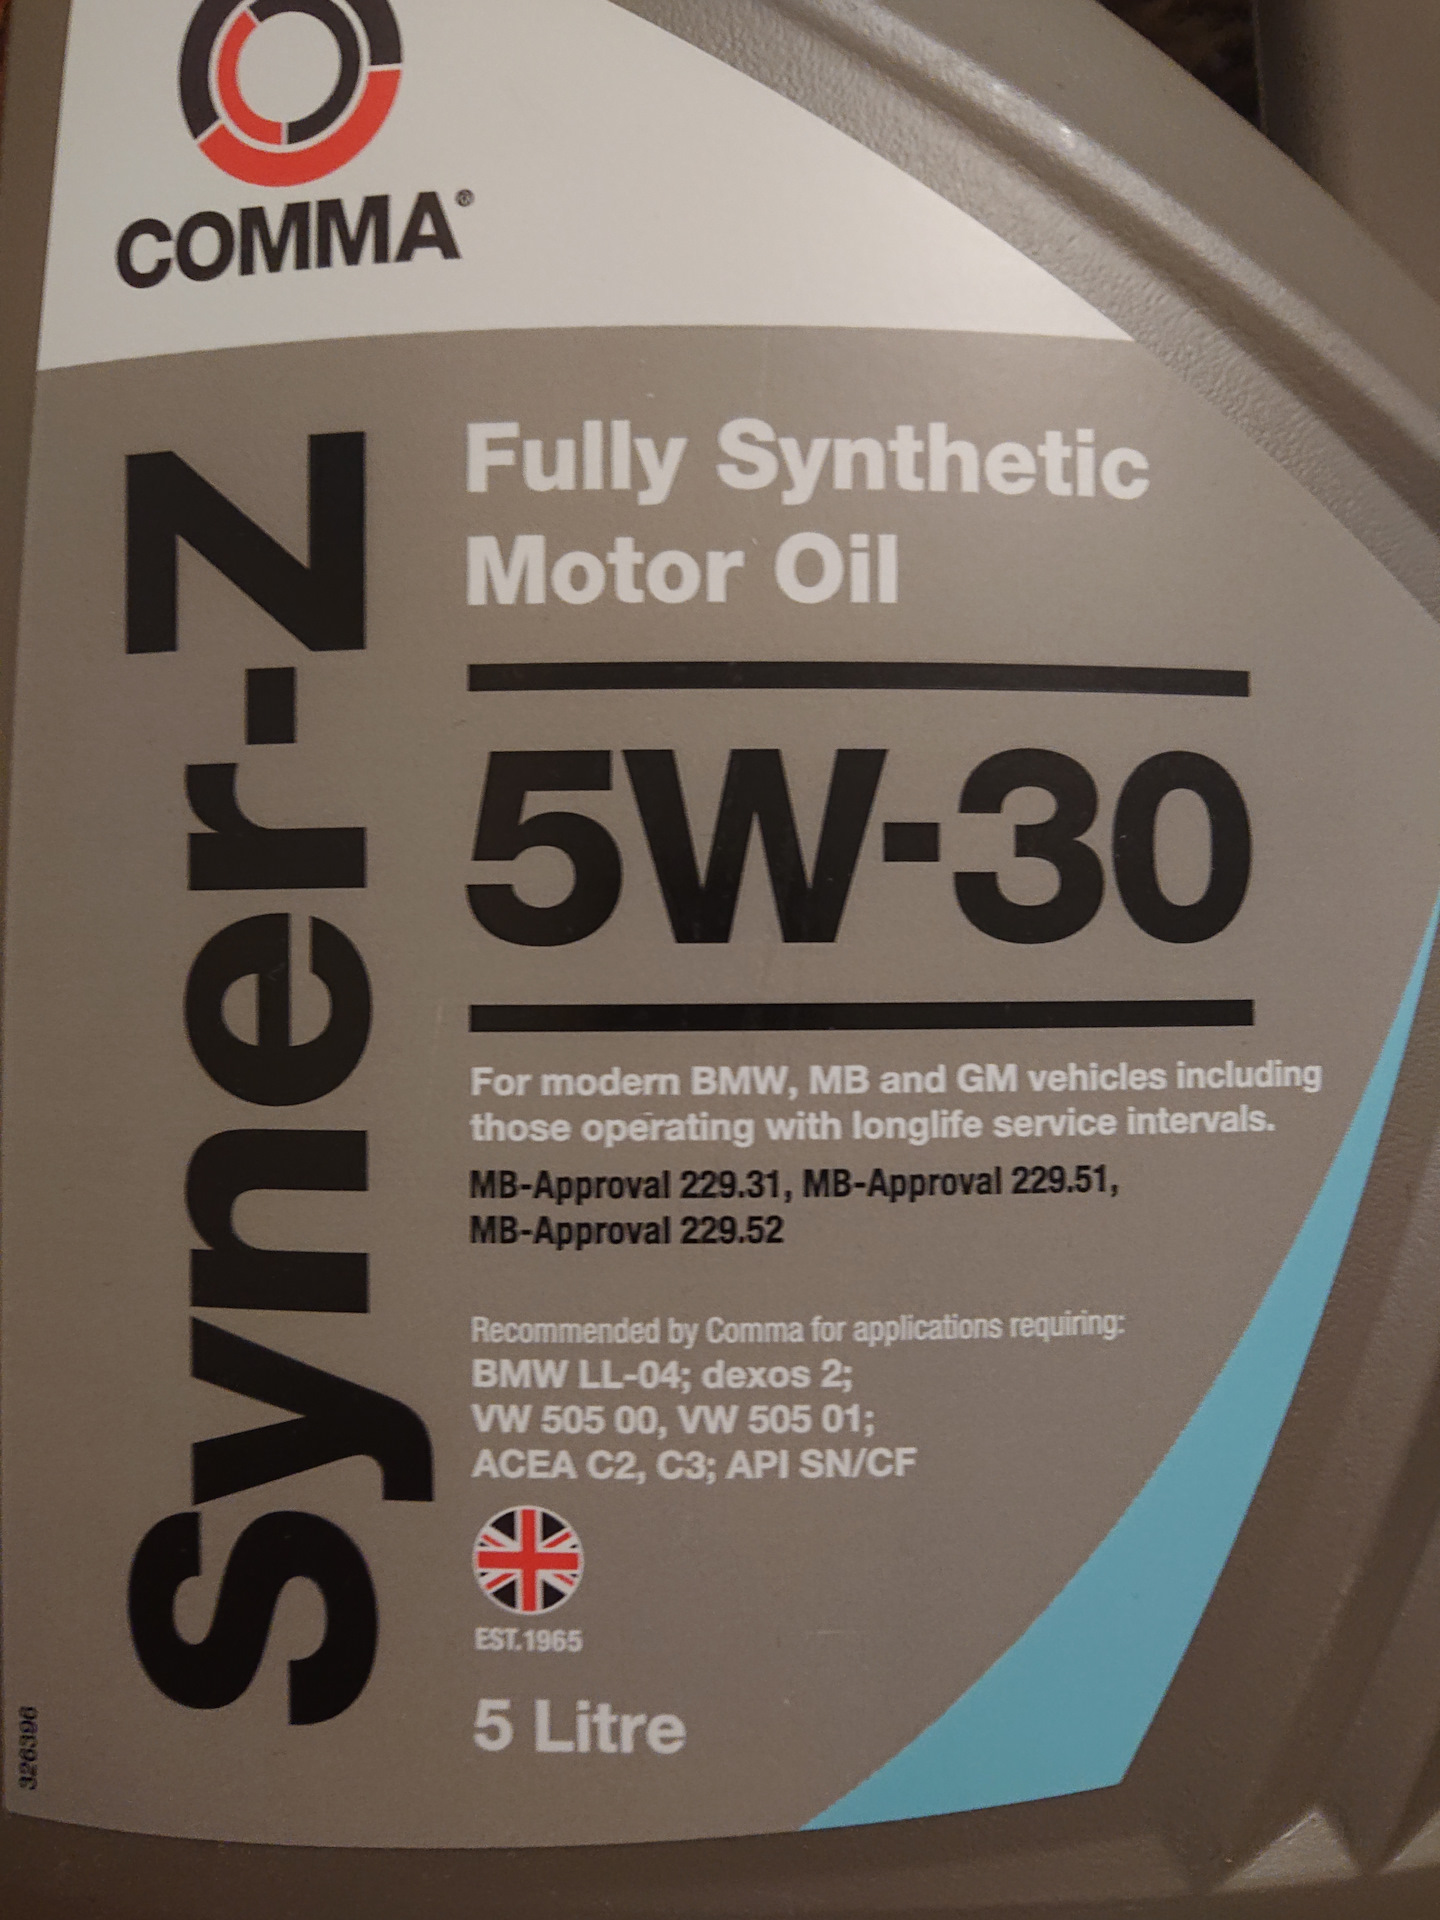 COMMA®
Syner-Z
Fully Synthetic
Motor Oil
5W-30
For modern BMW, MB and GM vehicles including
those operating with longlife service intervals.
MB-Approval 229.31, MB-Approval 229.51,
MB-Approval 229.52
Recommended by Comma for applications requiring:
BMW LL-04; dexos 2;
VW 505 00, VW 505 01;
ACEA C2, C3; API SN/CF
EST.1965
5 Litre
326396